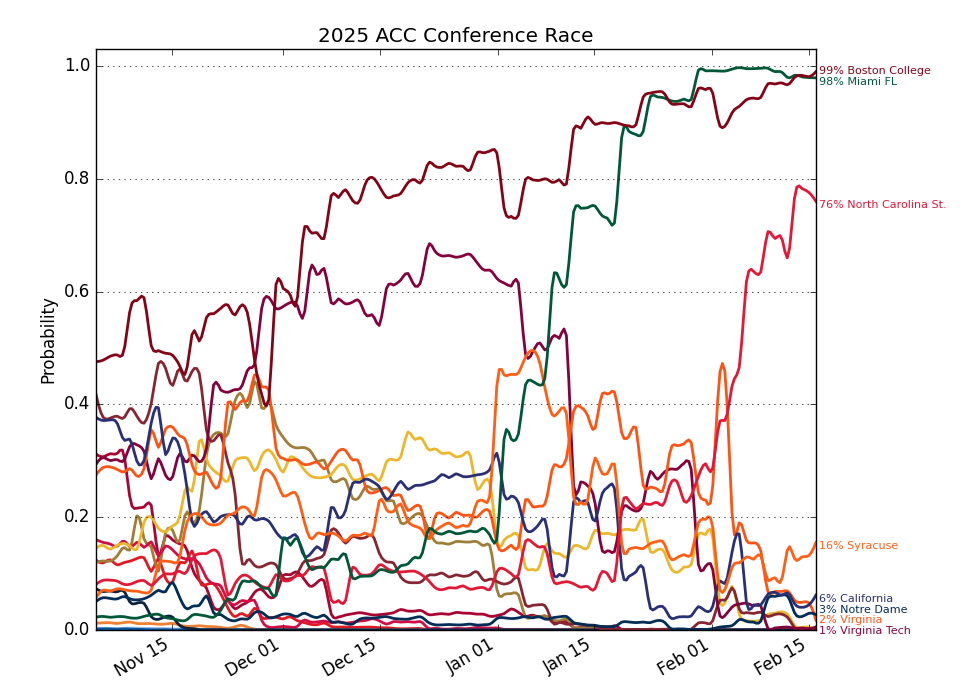 2025 ACC Conference Race
Probability
1.0
0.8
0.6
0.4
0.2
0.0
Nov 15
Dec 01
Dec 15
Jan 01
Jan 15
Feb 01
Feb 15
99% Boston College
98% Miami FL
76% North Carolina St.
16% Syracuse
6% California
3% Notre Dame
2% Virginia
1% Virginia Tech